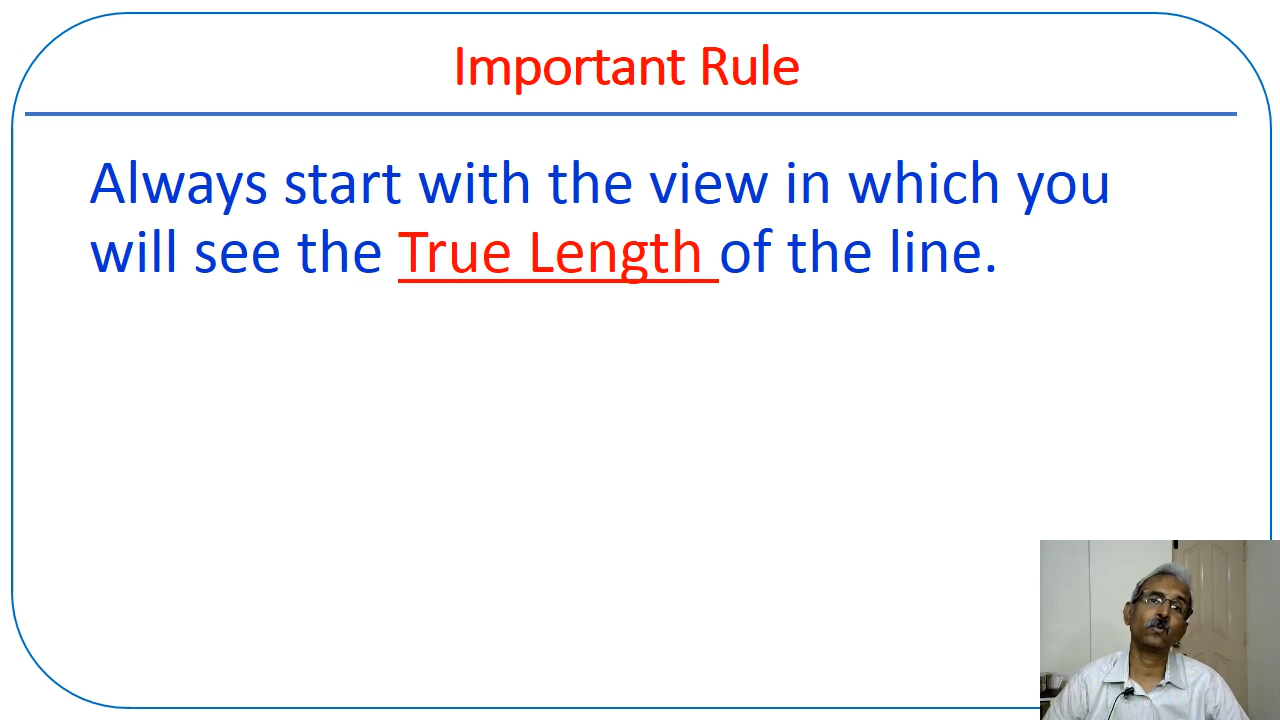 Important Rule
Always start with the view in which you
will see the True Length of the line.